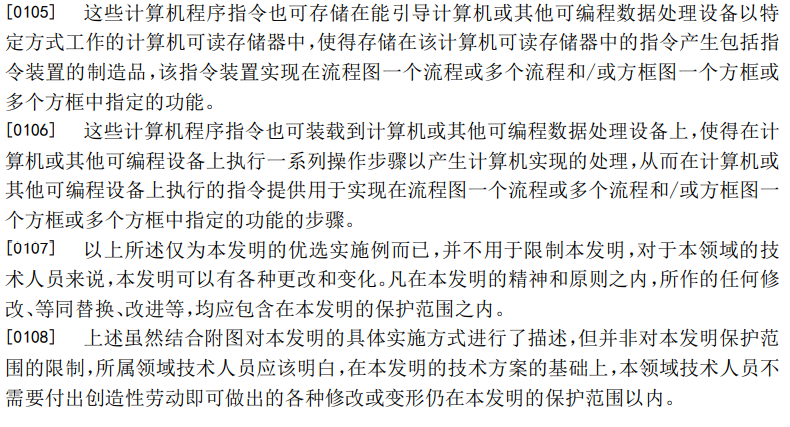 [0105] 这些计算机程序指令也可存储在能引导计算机或其他可编程数据处理设备以特
定方式工作的计算机可读存储器中,使得存储在该计算机可读存储器中的指令产生包括指
令装置的制造品,该指令装置实现在流程图一个流程或多个流程和/或方框图一个方框或
多个方框中指定的功能。
[0106] 这些计算机程序指令也可装载到计算机或其他可编程数据处理设备上,使得在计
算机或其他可编程设备上执行一系列操作步骤以产生计算机实现的处理,从而在计算机或
其他可编程设备上执行的指令提供用于实现在流程图一个流程或多个流程和/或方框图一
个方框或多个方框中指定的功能的步骤。
[0107] 以上所述仅为本发明的优选实施例而已,并不用于限制本发明,对于本领域的技
术人员来说,本发明可以有各种更改和变化。凡在本发明的精神和原则之内,所作的任何修
改、等同替换、改进等,均应包含在本发明的保护范围之内。
[0108] 上述虽然结合附图对本发明的具体实施方式进行了描述,但并非对本发明保护范
围的限制,所属领域技术人员应该明白,在本发明的技术方案的基础上,本领域技术人员不
需要付出创造性劳动即可做出的各种修改或变形仍在本发明的保护范围以内。